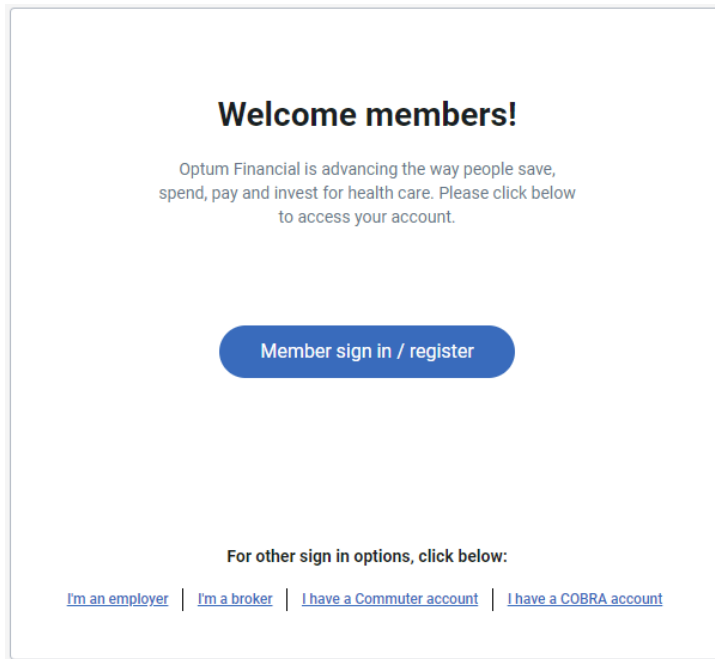 Welcome members!
Optum Financial is advancing the way people save,
spend, pay and invest for health care. Please click below
to access your account.
Member sign in / register
For other sign in options, click below:
I'm an employer | I'm a broker | I have a Commuter account | I have a COBRA account